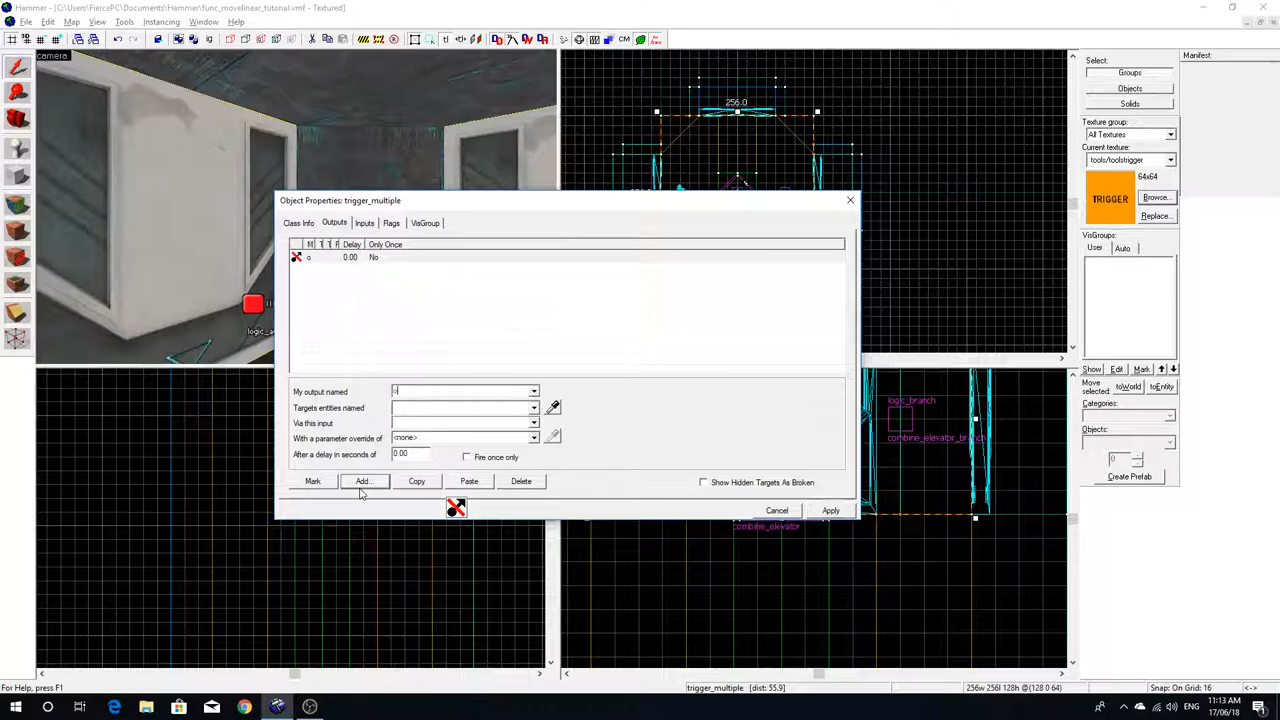 Hammer - [C:\Users\FiercePC\Documents\Hammer\func_movelinear_tutonal.vmf - Textured]
File Edit Map View Tools Instancing Window Help
camera
256.0
Select:
Groups
Objects
Solids
Texture group:
All Textures
Current texture:
tools/toolstrigger
64x64
TRIGGER
Browse...
Replace...
VisGroups:
User
Auto
Show
Edit
Mark
Move selected:
toWorld
toEntity
Categories:
Objects:
0
Create Prefab
Manifest:
Object Properties: trigger_multiple
Class Info Outputs Inputs Flags VisGroup
Delay Only Once
o 0.00 No
My output named
Targets entities named
Via this input
With a parameter override of <none>
After a delay in seconds of 0.00
Fire once only
Mark Add... Copy Paste Delete
Show Hidden Targets As Broken
Cancel Apply
logic_branch
combine_elevator_branch
combine_elevator
For Help, press F1
trigger_multiple [dist: 55.9]
256w 256l 128h @(128 0 64)
Snap: On Grid: 16
<->
ENG
11:13 AM
17/06/18